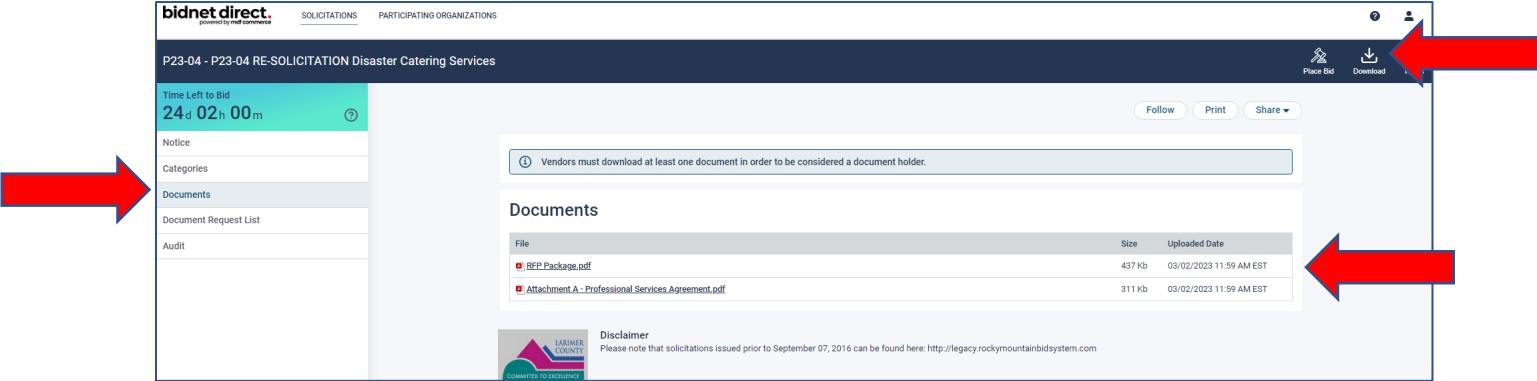 bidnet direct.
powered by mdf commerce
SOLICITATIONS PARTICIPATING ORGANIZATIONS
P23-04 - P23-04 RE-SOLICITATION Disaster Catering Services
Place Bid Download
Time Left to Bid
24d 02h 00m
Follow Print Share
Notice
Categories
Documents
Document Request List
Audit
Vendors must download at least one document in order to be considered a document holder.
Documents
File Size Uploaded Date
RFP Package.pdf 437 Kb 03/02/2023 11:59 AM EST
Attachment A - Professional Services Agreement.pdf 311 Kb 03/02/2023 11:59 AM EST
LARIMER
COUNTY
COMMITTED TO EXCELLENCE
Disclaimer
Please note that solicitations issued prior to September 07, 2016 can be found here: http://legacy.rockymountainbidsystem.com